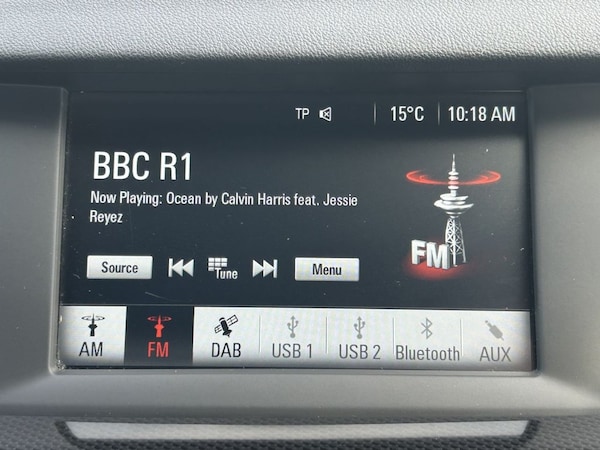 TP 15°C 10:18 AM
BBC R1
Now Playing: Ocean by Calvin Harris feat. Jessie
Reyez
FM
Source Tune Menu
AM FM DAB USB 1 USB 2 Bluetooth AUX